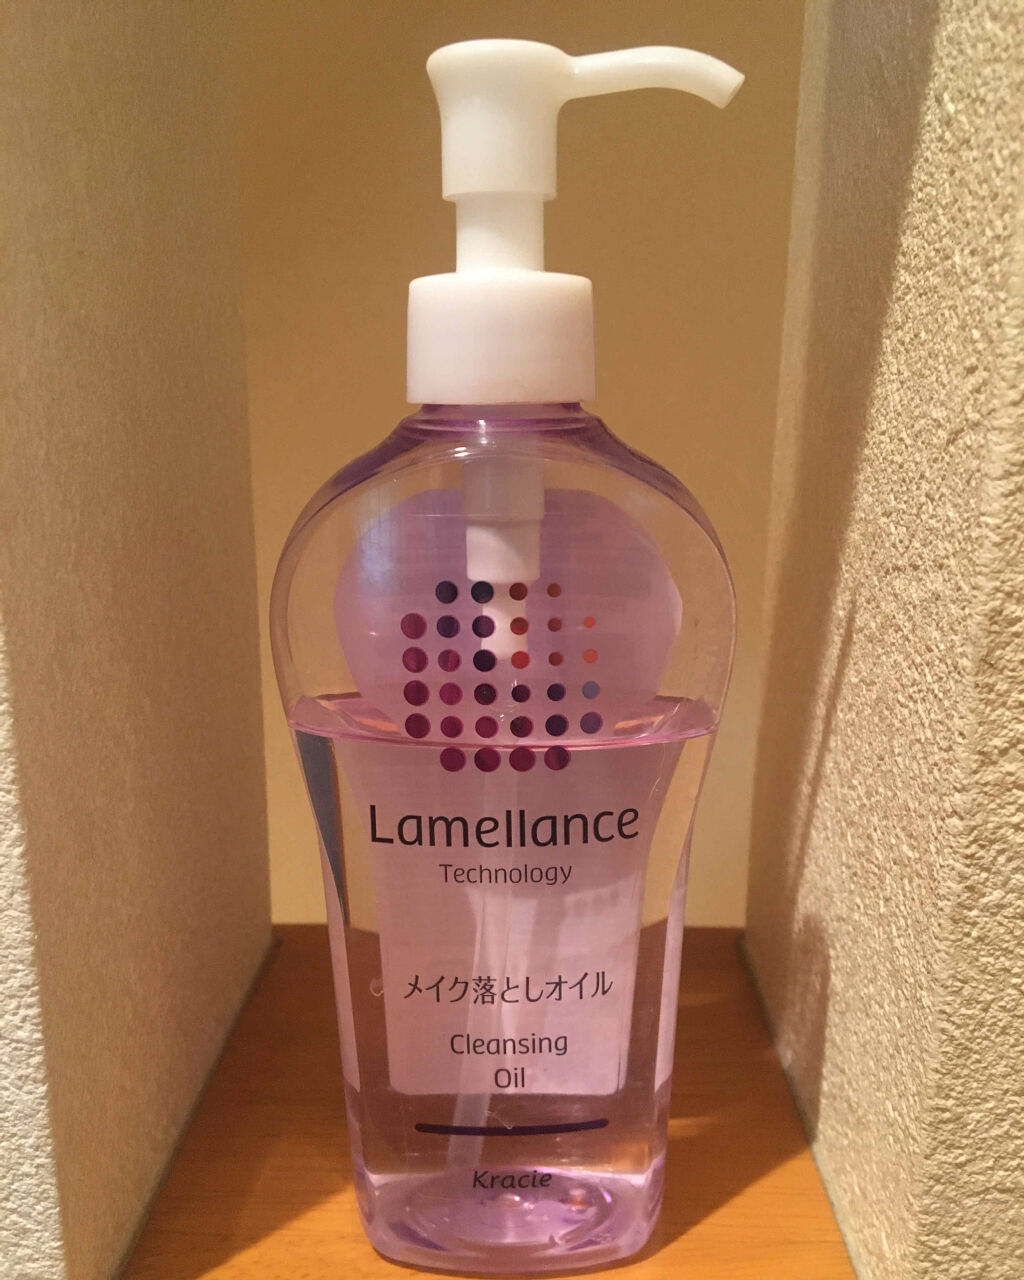 Lamellance
Technology
メイク落としオイル
Cleansing
Oil
Kracie